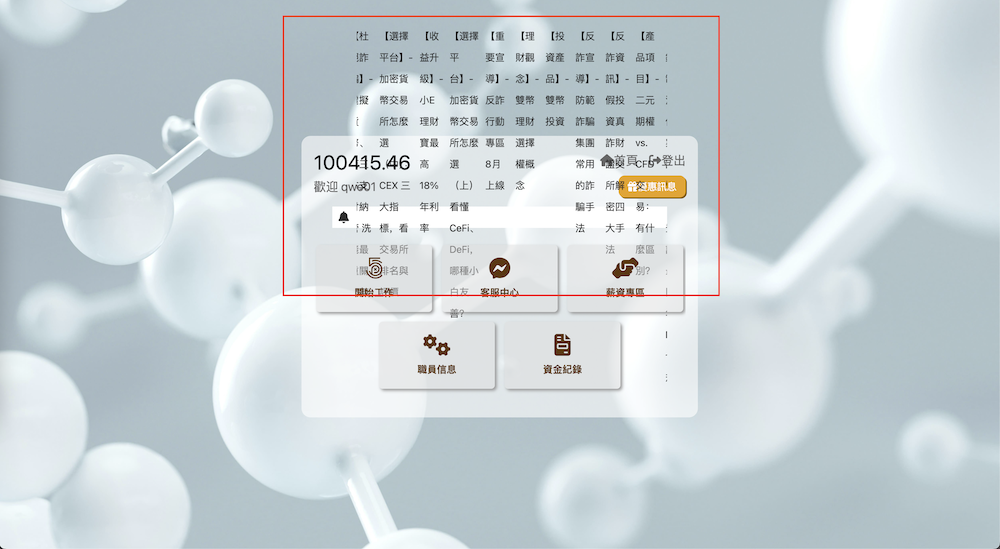 【杜
詐
】-
擬
【選擇
平台】-
加密貨
幣交易
所怎麼
選
CEX 三
大指
標，看
交易所
排名與
【收
益升
級】-
小E
理財
寶最
高
18%
年利
率
【選擇
平
台】-
加密貨
幣交易
所怎麼
選
（上）
看懂
CeFi、
DeFi，
哪種小
白友
善?
【重
要宣
導】-
反詐
行動
專區
8月
上線
【理
財觀
念】-
雙幣
理財
選擇
權概
念
【投
資產
品】-
雙幣
投資
【反
詐宣
導】-
防範
詐騙
集團
常用
的詐
騙手
法
【反
詐資
訊】-
假投
資真
詐財
交
所解
密四
大手
法
【產
品項
目】-
二元
期權
vs.
CFD
交
易：
有什
麼區
別?
100415.46
首頁
登出
歡迎 qwe01
優惠訊息
開始工作
客服中心
薪資專區
職員信息
資金紀錄